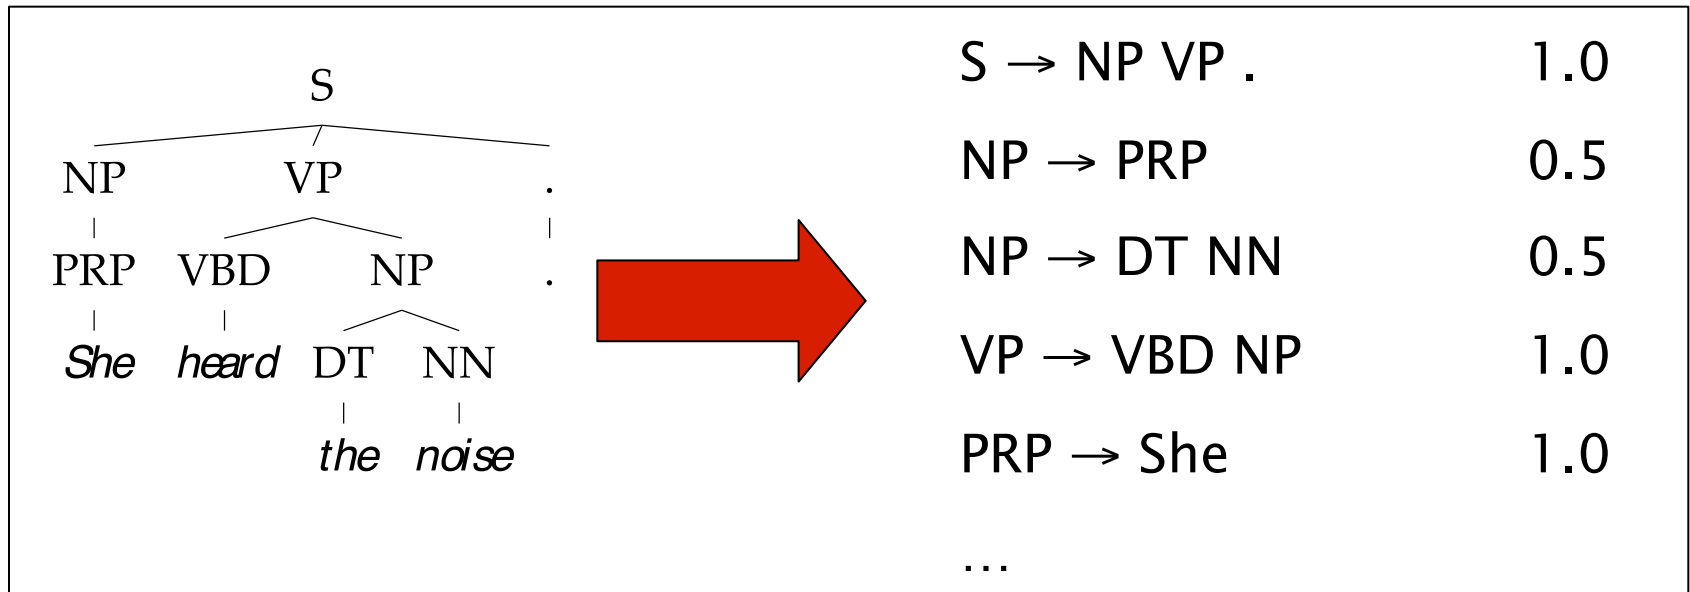 S
NP VP .
PRP VBD NP .
She heard DT NN
the noise
S → NP VP . 1.0
NP → PRP 0.5
NP → DT NN 0.5
VP → VBD NP 1.0
PRP → She 1.0
…